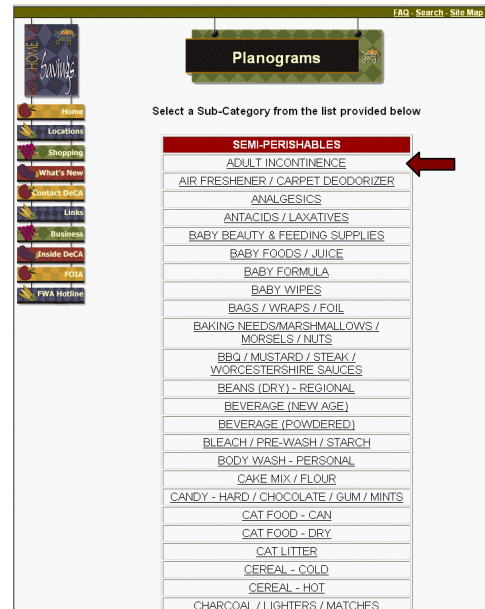 FAQ - Search - Site Map
HOME
Savings
Planograms
Home
Locations
Shopping
What's New
Contact DeCA
Links
Business
Inside DeCA
FOIA
FWA Hotline
Select a Sub-Category from the list provided below
SEMI-PERISHABLES
ADULT INCONTINENCE
AIR FRESHENER / CARPET DEODORIZER
ANALGESICS
ANTACIDS / LAXATIVES
BABY BEAUTY & FEEDING SUPPLIES
BABY FOODS / JUICE
BABY FORMULA
BABY WIPES
BAGS / WRAPS / FOIL
BAKING NEEDS/MARSHMALLOWS /
MORSELS / NUTS
BBQ / MUSTARD / STEAK /
WORCESTERSHIRE SAUCES
BEANS (DRY) - REGIONAL
BEVERAGE (NEW AGE)
BEVERAGE (POWDERED)
BLEACH / PRE-WASH / STARCH
BODY WASH - PERSONAL
CAKE MIX / FLOUR
CANDY - HARD / CHOCOLATE / GUM / MINTS
CAT FOOD - CAN
CAT FOOD - DRY
CAT LITTER
CEREAL - COLD
CEREAL - HOT
CHARCOAL / LIGHTERS / MATCHES